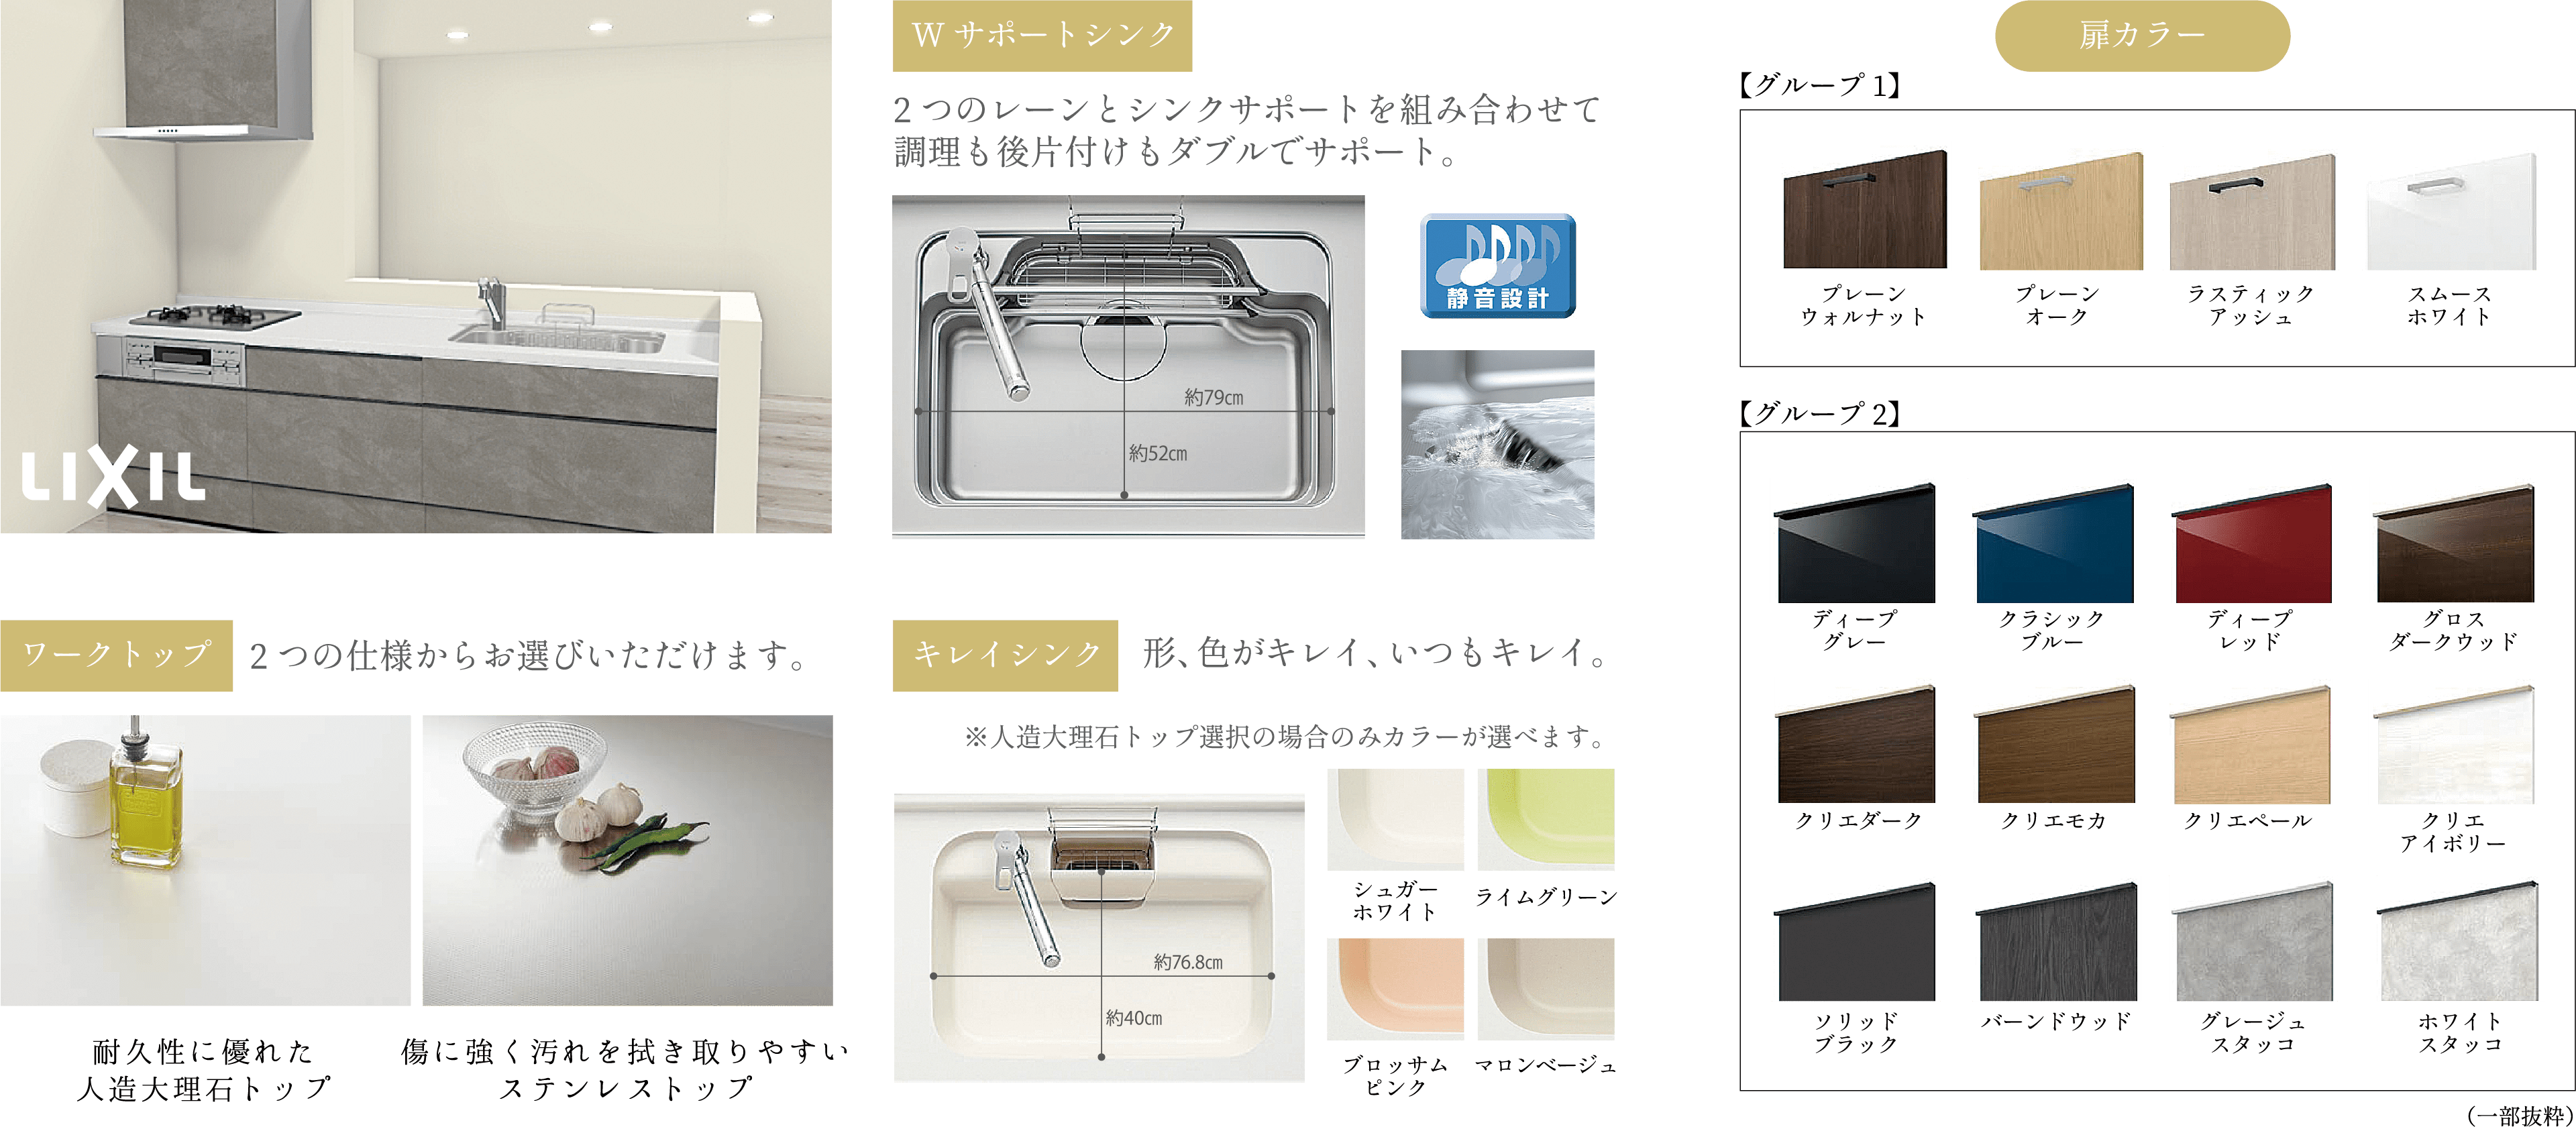 LIXIL
ワークトップ
2つの仕様からお選びいただけます。
耐久性に優れた
人造大理石トップ
傷に強く汚れを拭き取りやすい
ステンレストップ
Wサポートシンク
2つのレーンとシンクサポートを組み合わせて
調理も後片付けもダブルでサポート。
約79㎝
約52㎝
静音設計
キレイシンク
形、色がキレイ、いつもキレイ。
※人造大理石トップ選択の場合のみカラーが選べます。
約76.8㎝
約40㎝
シュガー
ホワイト
ライムグリーン
ブロッサム
ピンク
マロンベージュ
扉カラー
【グループ1】
プレーン
ウォルナット
プレーン
オーク
ラスティック
アッシュ
スムース
ホワイト
【グループ2】
ディープ
グレー
クラシック
ブルー
ディープ
レッド
グロス
ダークウッド
クリエダーク
クリエモカ
クリエペール
クリエ
アイボリー
ソリッド
ブラック
バーンドウッド
グレージュ
スタッコ
ホワイト
スタッコ
（一部抜粋）